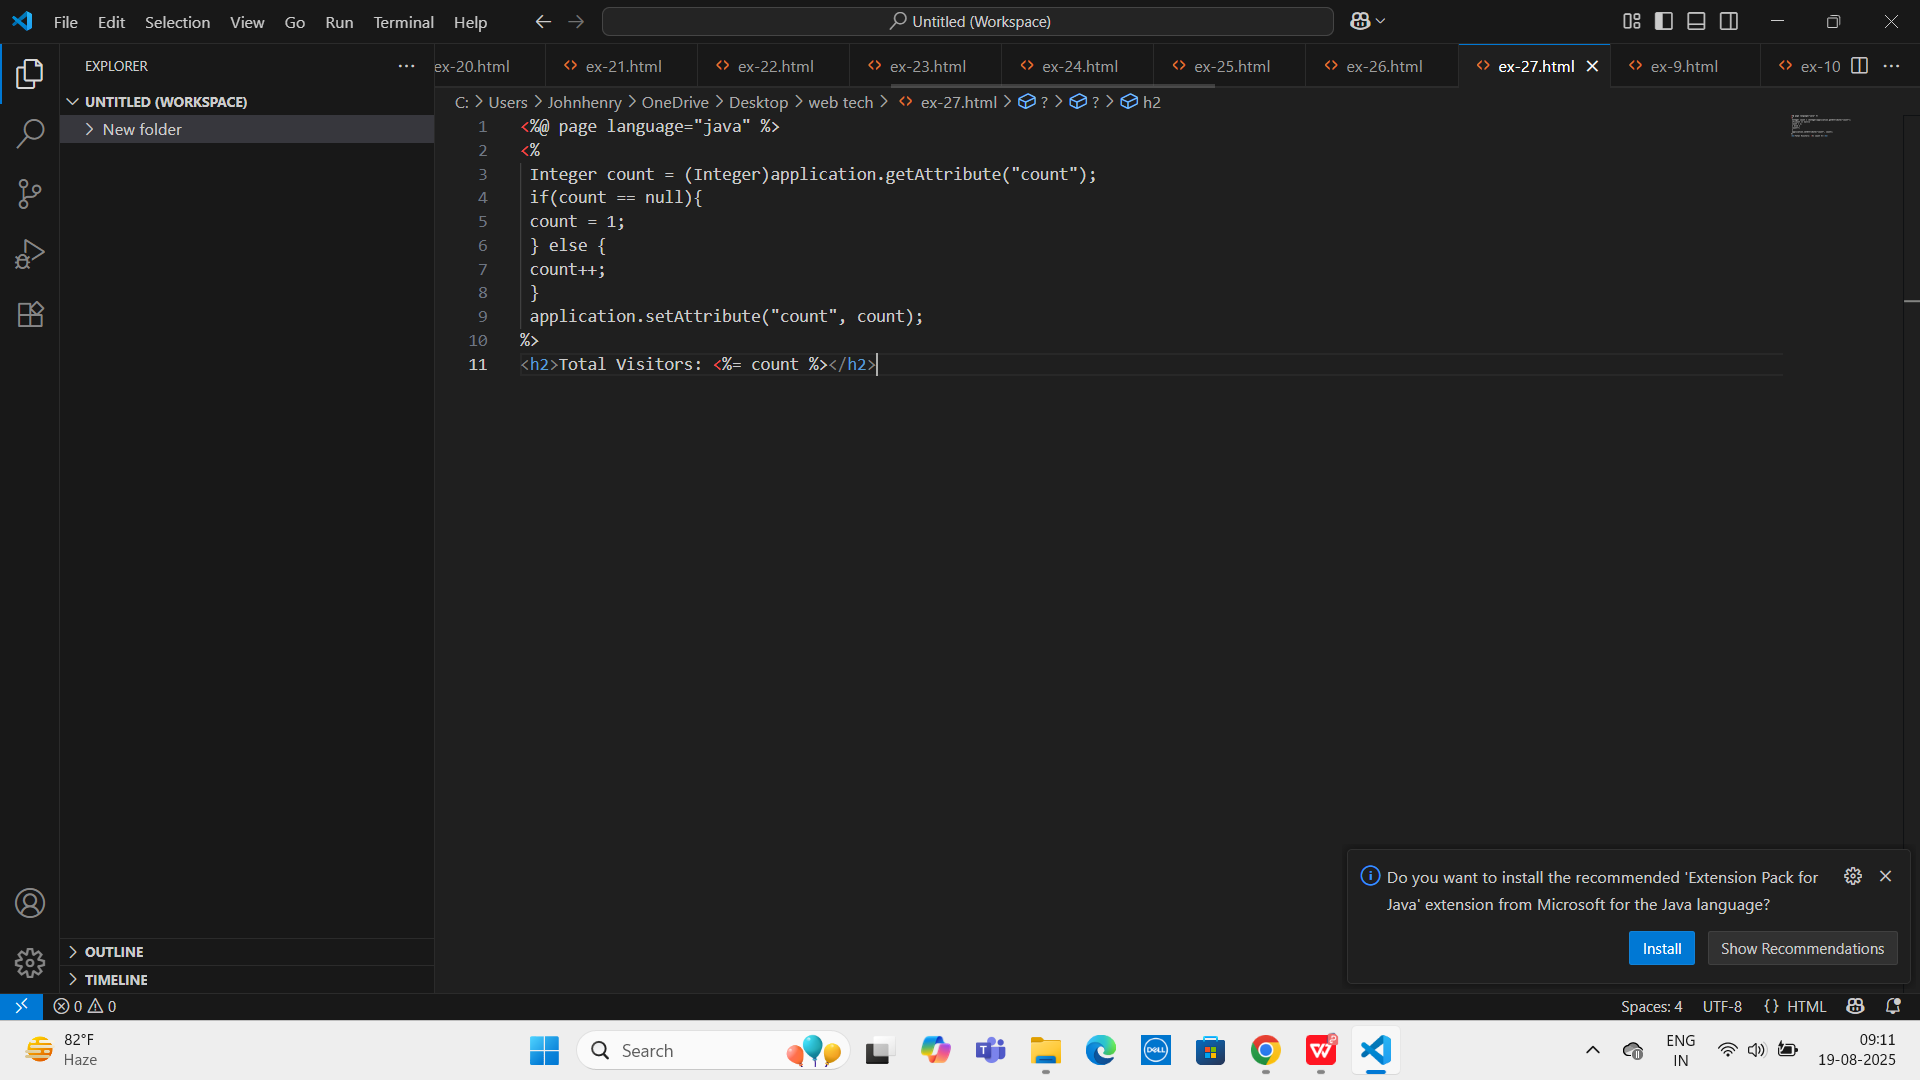 File Edit Selection View Go Run Terminal Help
Untitled (Workspace)
EXPLORER
UNTITLED (WORKSPACE)
New folder
OUTLINE
TIMELINE
ex-20.html ex-21.html ex-22.html ex-23.html ex-24.html ex-25.html ex-26.html ex-27.html ex-9.html ex-10
C: > Users > Johnhenry > OneDrive > Desktop > web tech > ex-27.html > ? > ? > h2
1 <%@ page language="java" %>
2 <%
3 Integer count = (Integer)application.getAttribute("count");
4 if(count == null){
5 count = 1;
6 } else {
7 count++;
8 }
9 application.setAttribute("count", count);
10 %>
11 <h2>Total Visitors: <%= count %></h2>
Do you want to install the recommended 'Extension Pack for
Java' extension from Microsoft for the Java language?
Install Show Recommendations
0 0 Spaces: 4 UTF-8 {} HTML
82°F
Haze
Search
DELL
W
ENG
IN
09:11
19-08-2025